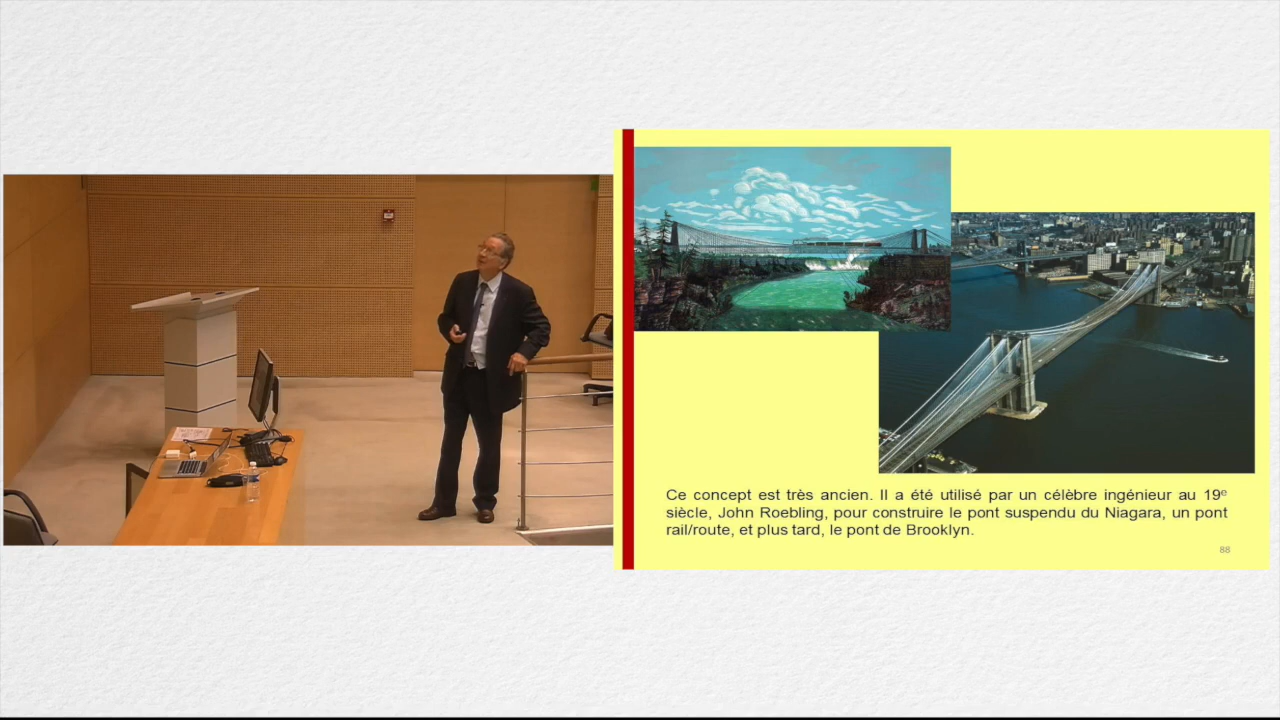 Ce concept est très ancien. Il a été utilisé par un célèbre ingénieur au 19e
siècle, John Roebling, pour construire le pont suspendu du Niagara, un pont
rail/route, et plus tard, le pont de Brooklyn.
88